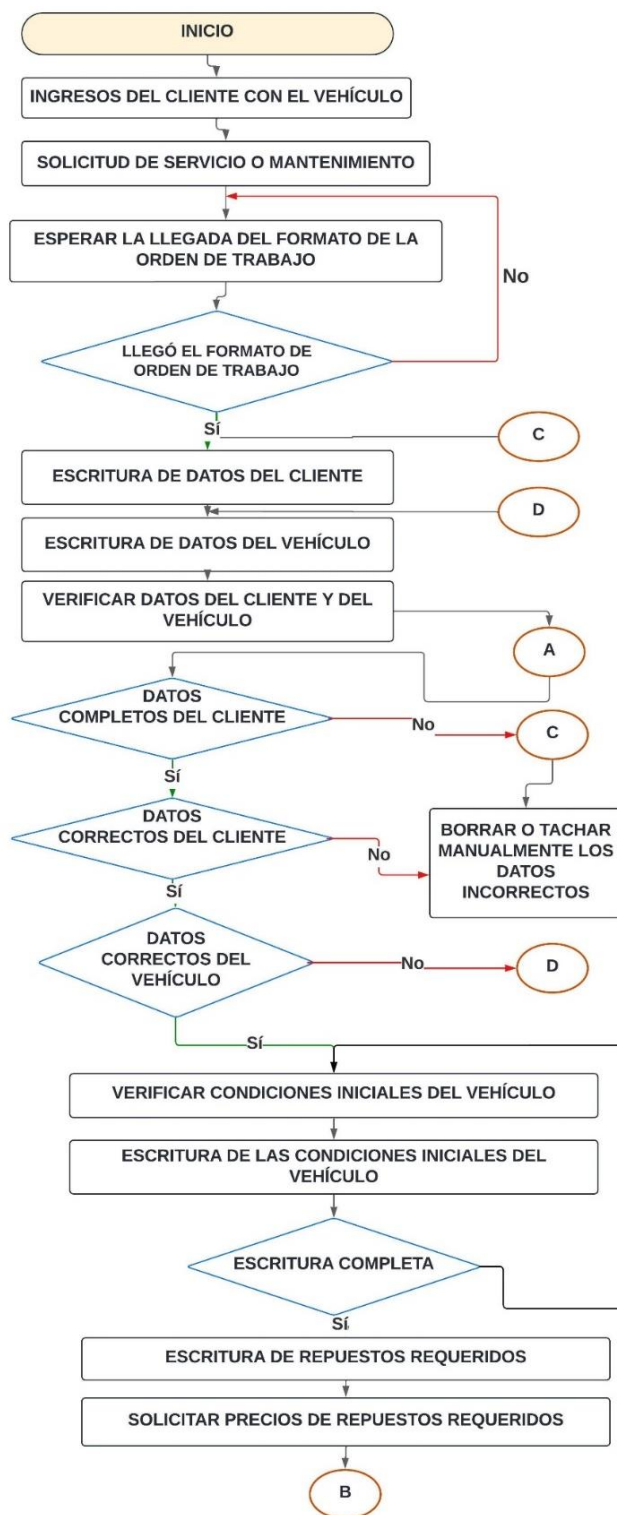 INICIO
INGRESOS DEL CLIENTE CON EL VEHÍCULO
SOLICITUD DE SERVICIO O MANTENIMIENTO
ESPERAR LA LLEGADA DEL FORMATO DE LA
ORDEN DE TRABAJO
No
LLEGÓ EL FORMATO DE
ORDEN DE TRABAJO
Sí
C
ESCRITURA DE DATOS DEL CLIENTE
D
ESCRITURA DE DATOS DEL VEHÍCULO
VERIFICAR DATOS DEL CLIENTE Y DEL
VEHÍCULO
A
DATOS
COMPLETOS DEL CLIENTE
No
C
Sí
DATOS
CORRECTOS DEL CLIENTE
No
BORRAR O TACHAR
MANUALMENTE LOS
DATOS
INCORRECTOS
Sí
DATOS
CORRECTOS DEL
VEHÍCULO
No
D
Sí
VERIFICAR CONDICIONES INICIALES DEL VEHÍCULO
ESCRITURA DE LAS CONDICIONES INICIALES DEL
VEHÍCULO
ESCRITURA COMPLETA
Sí
ESCRITURA DE REPUESTOS REQUERIDOS
SOLICITAR PRECIOS DE REPUESTOS REQUERIDOS
B